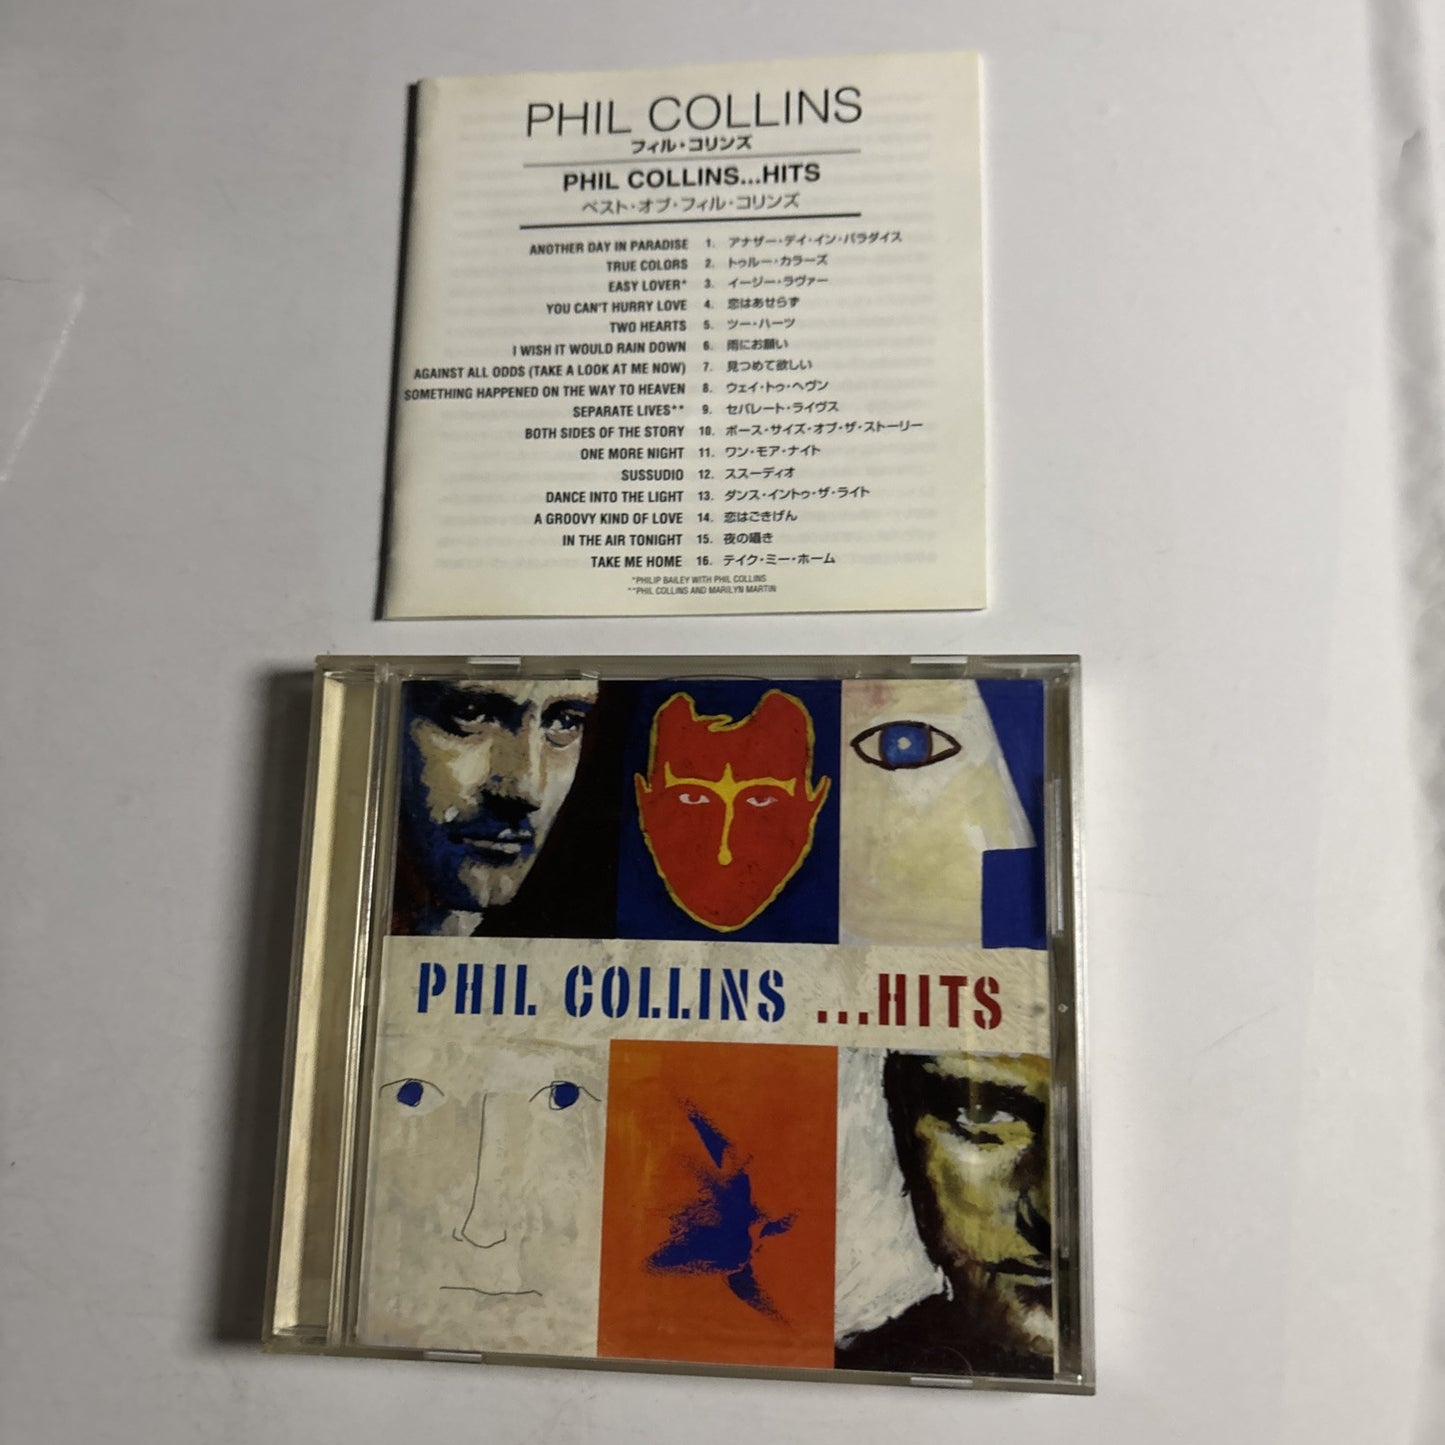 PHIL COLLINS
フィル・コリンズ
PHIL COLLINS...HITS
ベスト・オブ・フィル・コリンズ
ANOTHER DAY IN PARADISE 1. アナザー・デイ・イン・パラダイス
TRUE COLORS 2. トゥルー・カラーズ
EASY LOVER* 3. イージー・ラヴァー
YOU CAN'T HURRY LOVE 4. 恋はあせらず
TWO HEARTS 5. ツー・ハーツ
I WISH IT WOULD RAIN DOWN 6. 雨にお願い
AGAINST ALL ODDS (TAKE A LOOK AT ME NOW) 7. 見つめて欲しい
SOMETHING HAPPENED ON THE WAY TO HEAVEN 8. ウェイ・トゥ・ヘヴン
SEPARATE LIVES** 9. セパレート・ライヴス
BOTH SIDES OF THE STORY 10. ボース・サイズ・オブ・ザ・ストーリー
ONE MORE NIGHT 11. ワン・モア・ナイト
SUSSUDIO 12. ススーディオ
DANCE INTO THE LIGHT 13. ダンス・イントゥ・ザ・ライト
A GROOVY KIND OF LOVE 14. 恋はごきげん
IN THE AIR TONIGHT 15. 夜の囁き
TAKE ME HOME 16. テイク・ミー・ホーム
*PHILIP BAILEY WITH PHIL COLLINS
**PHIL COLLINS AND MARILYN MARTIN
PHIL COLLINS ...HITS